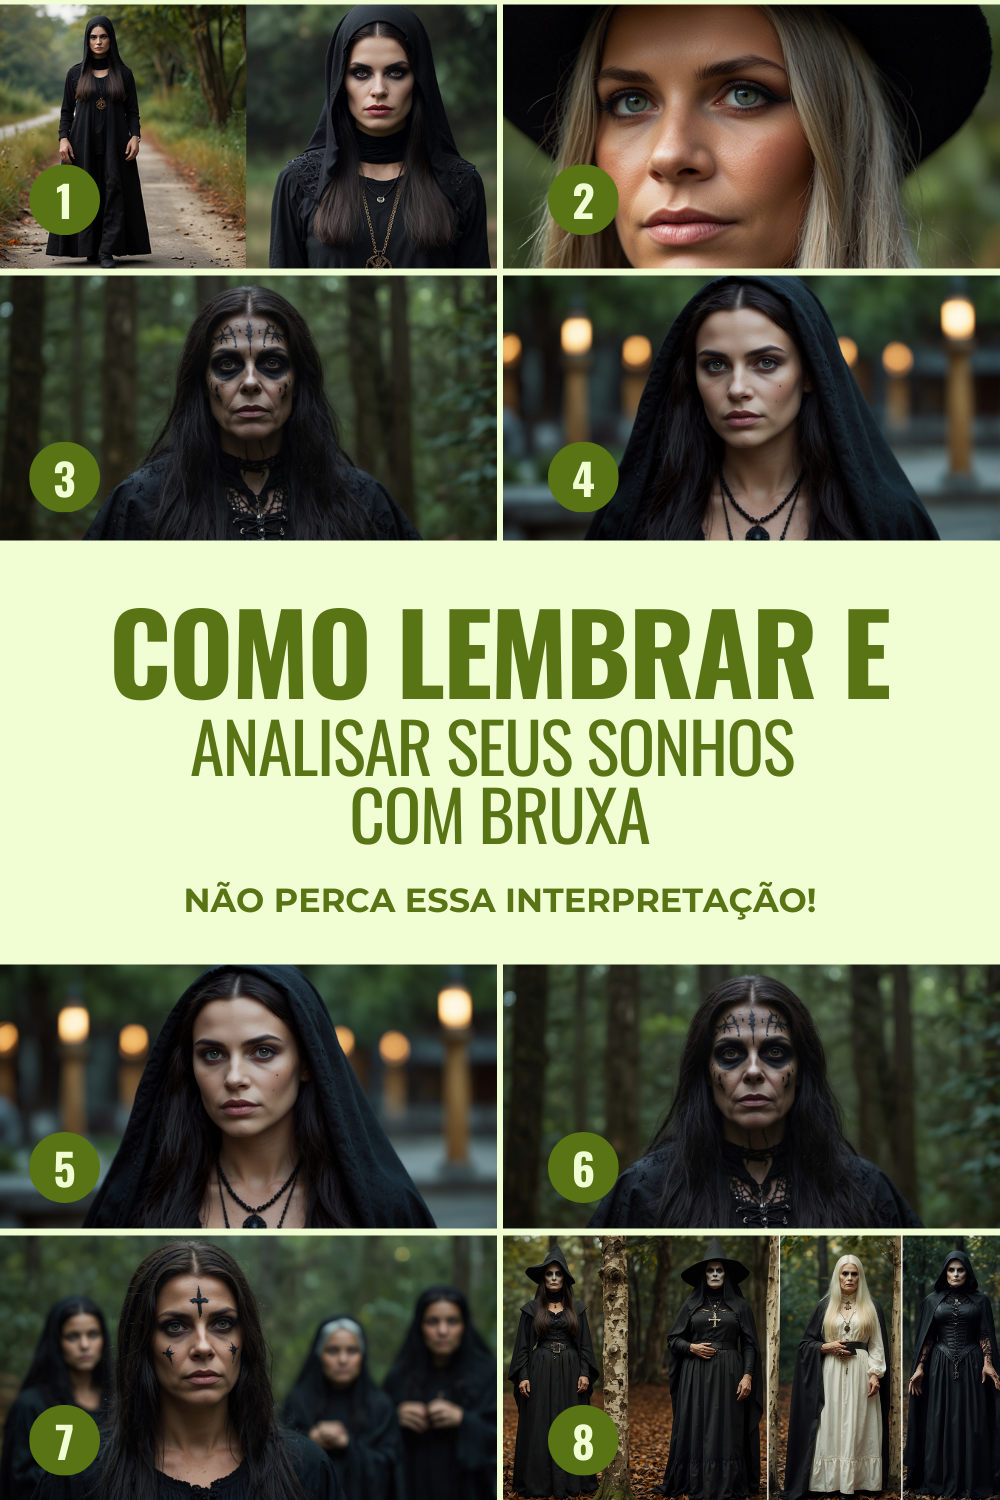 1
2
3
4
COMO LEMBRAR E
ANALISAR SEUS SONHOS
COM BRUXA
NÃO PERCA ESSA INTERPRETAÇÃO!
5
6
7
8